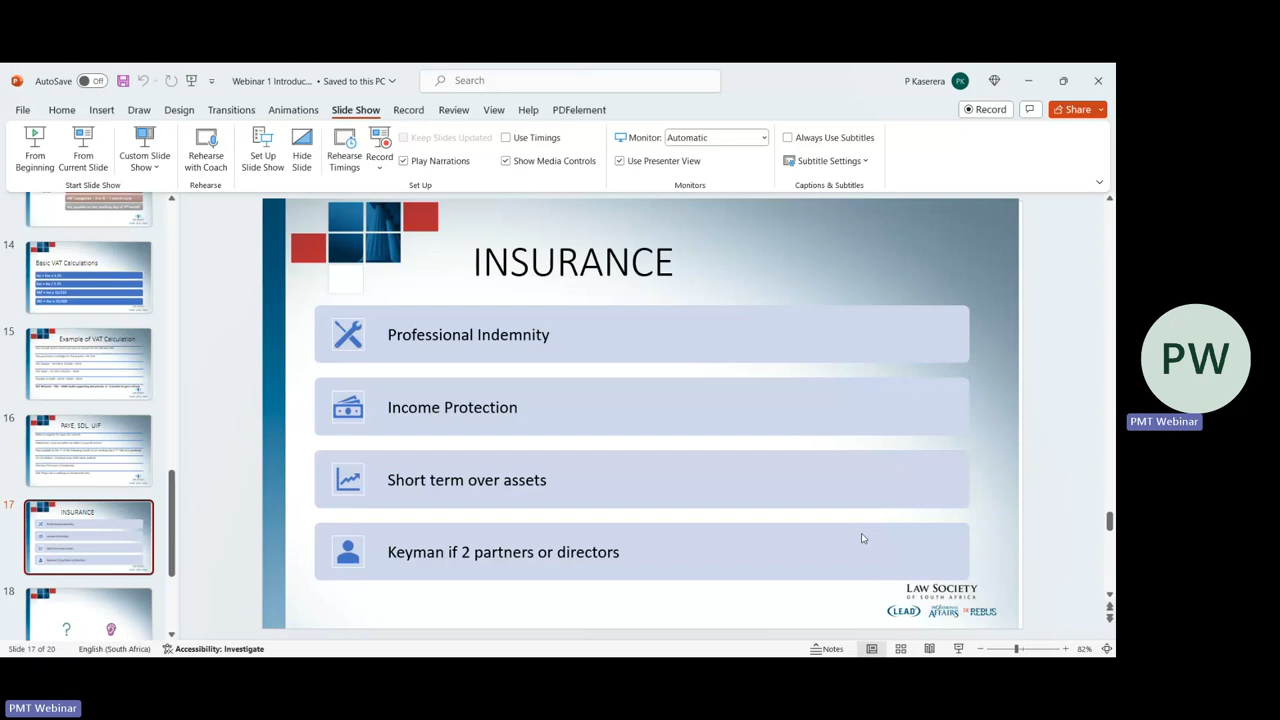 AutoSave Off
Webinar 1 Introduc... • Saved to this PC
Search
P Kaserera PK
File Home Insert Draw Design Transitions Animations Slide Show Record Review View Help PDFelement
Record Share
From Beginning
From Current Slide
Custom Slide Show
Start Slide Show
Rehearse with Coach
Rehearse
Set Up Slide Show
Hide Slide
Rehearse Timings
Record
Keep Slides Updated
Play Narrations
Use Timings
Show Media Controls
Set Up
Monitor: Automatic
Use Presenter View
Monitors
Always Use Subtitles
Subtitle Settings
Captions & Subtitles
14
Basic VAT Calculations
15
Example of VAT Calculation
16
PAYE, SDL, UIF
17
INSURANCE
18
INSURANCE
Professional Indemnity
Income Protection
Short term over assets
Keyman if 2 partners or directors
LAW SOCIETY
OF SOUTH AFRICA
LEAD
AFFAIRS
REBUS
PW
PMT Webinar
Slide 17 of 20
English (South Africa)
Accessibility: Investigate
Notes
82%
PMT Webinar